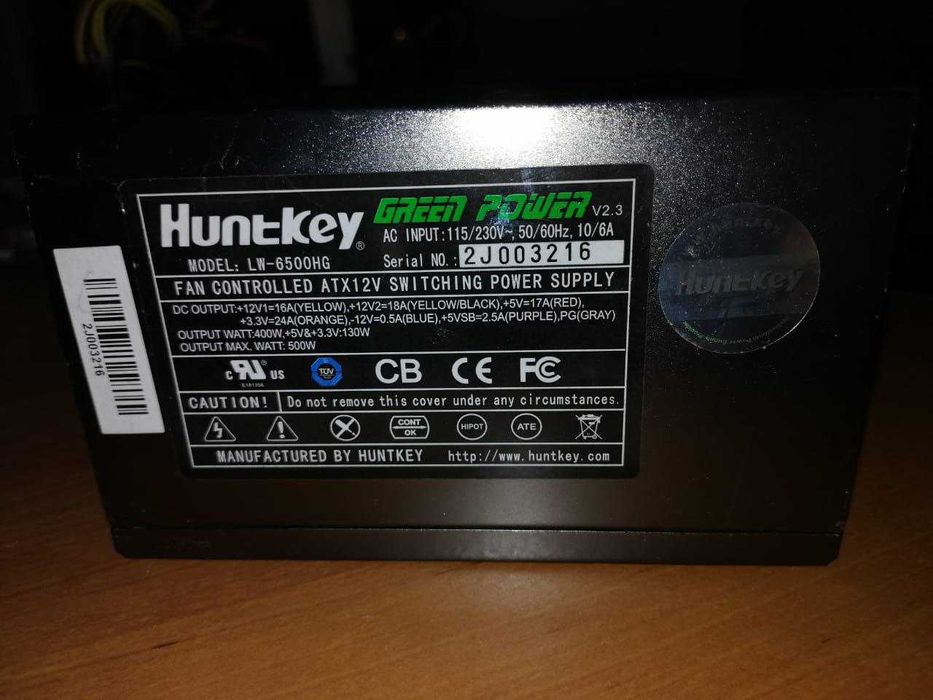 Huntkey® GREEN POWER V2.3
AC INPUT:115/230V~, 50/60Hz, 10/6A
MODEL: LW-6500HG Serial NO.: 2J003216
FAN CONTROLLED ATX12V SWITCHING POWER SUPPLY
DC OUTPUT:+12V1=16A(YELLOW),+12V2=18A(YELLOW/BLACK),+5V=17A(RED),
+3.3V=24A(ORANGE),-12V=0.5A(BLUE),+5VSB=2.5A(PURPLE),PG(GRAY)
OUTPUT WATT:400W,+5V&+3.3V:130W
OUTPUT MAX. WATT: 500W
c RU US TÜV CB CE FC
CAUTION! Do not remove this cover under any circumstances.
CONT OK HIPOT ATE
MANUFACTURED BY HUNTKEY http://www.huntkey.com
2J003216
HUNTKEY